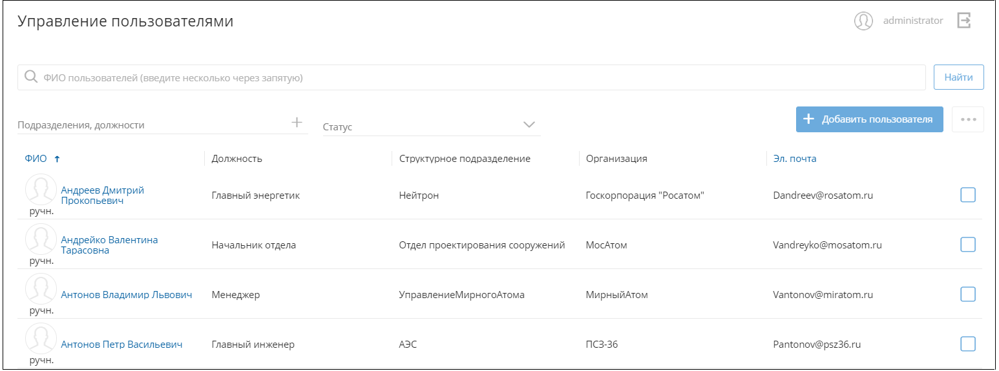 Управление пользователями
administrator
ФИО пользователей (введите несколько через запятую)
Найти
Подразделения, должности
Статус
Добавить пользователя
ФИО Должность Структурное подразделение Организация Эл. почта
Андреев Дмитрий
Прокопьевич
ручн.
Главный энергетик Нейтрон Госкорпорация "Росатом" Dandreev@rosatom.ru
Андрейко Валентина
Тарасовна
ручн.
Начальник отдела Отдел проектирования сооружений МосАтом Vandreyko@mosatom.ru
Антонов Владимир Львович Менеджер УправлениеМирногоАтома МирныйАтом Vantonov@miratom.ru
ручн.
Антонов Петр Васильевич Главный инженер АЭС ПСЗ-36 Pantonov@psz36.ru
ручн.